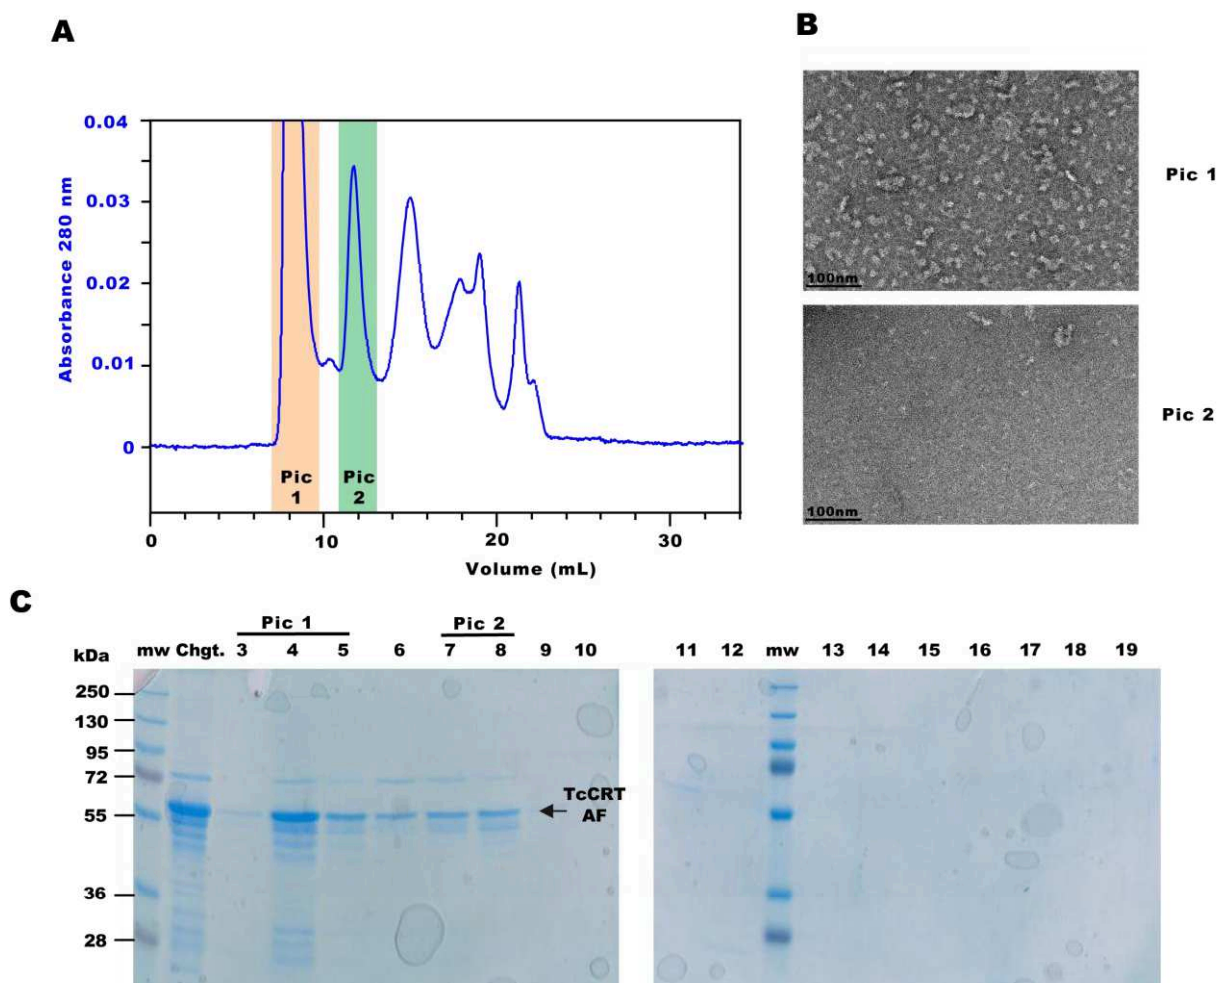 A
B
Absorbance 280 nm
0.04
0.03
0.02
0.01
0
Pic 1
Pic 2
0 10 20 30
Volume (mL)
100nm
Pic 1
100nm
Pic 2
C
Pic 1 Pic 2
kDa mw Chgt. 3 4 5 6 7 8 9 10 11 12 mw 13 14 15 16 17 18 19
250
130
95
72
55
36
28
TcCRT
AF